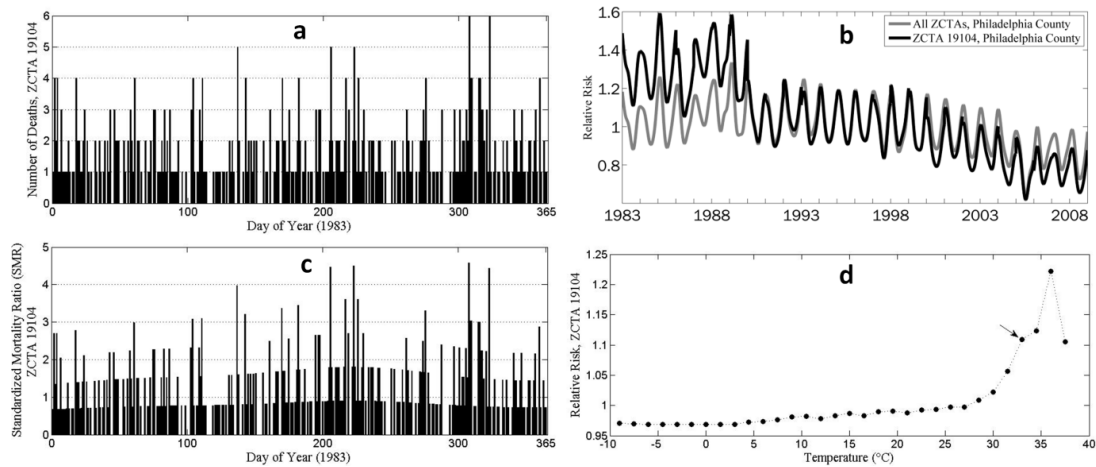 a
Number of Deaths, ZCTA 19104
6
5
4
3
2
1
0
0 100 200 300 365
Day of Year (1983)
b
All ZCTAs, Philadelphia County
ZCTA 19104, Philadelphia County
Relative Risk
1.6
1.4
1.2
1
0.8
1983 1988 1993 1998 2003 2008
c
Standardized Mortality Ratio (SMR)
ZCTA 19104
5
4
3
2
1
0
0 100 200 300 365
Day of Year (1983)
d
Relative Risk, ZCTA 19104
1.25
1.2
1.15
1.1
1.05
1
0.95
-10 -5 0 5 10 15 20 25 30 35 40
Temperature (°C)